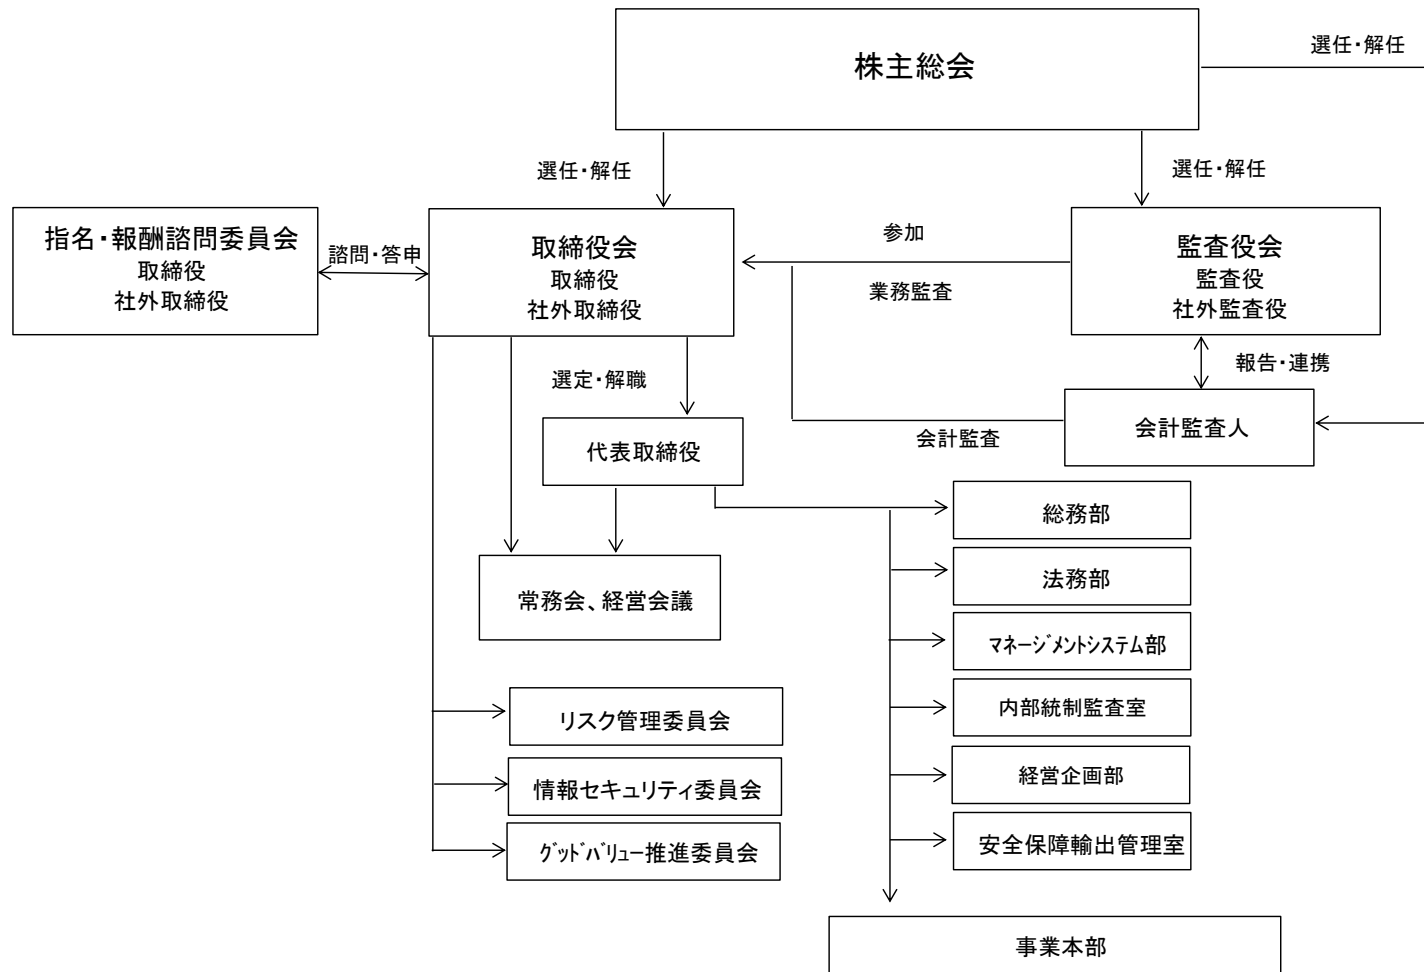 株主総会
選任・解任
選任・解任
選任・解任
指名・報酬諮問委員会
取締役
社外取締役
諮問・答申
取締役会
取締役
社外取締役
参加
業務監査
監査役会
監査役
社外監査役
報告・連携
選定・解職
代表取締役
会計監査
会計監査人
常務会、経営会議
総務部
法務部
ﾏﾈｰｼﾞﾒﾝﾄｼｽﾃﾑ部
内部統制監査室
経営企画部
安全保障輸出管理室
リスク管理委員会
情報セキュリティ委員会
ｸﾞｯﾄﾞﾊﾞﾘｭｰ推進委員会
事業本部